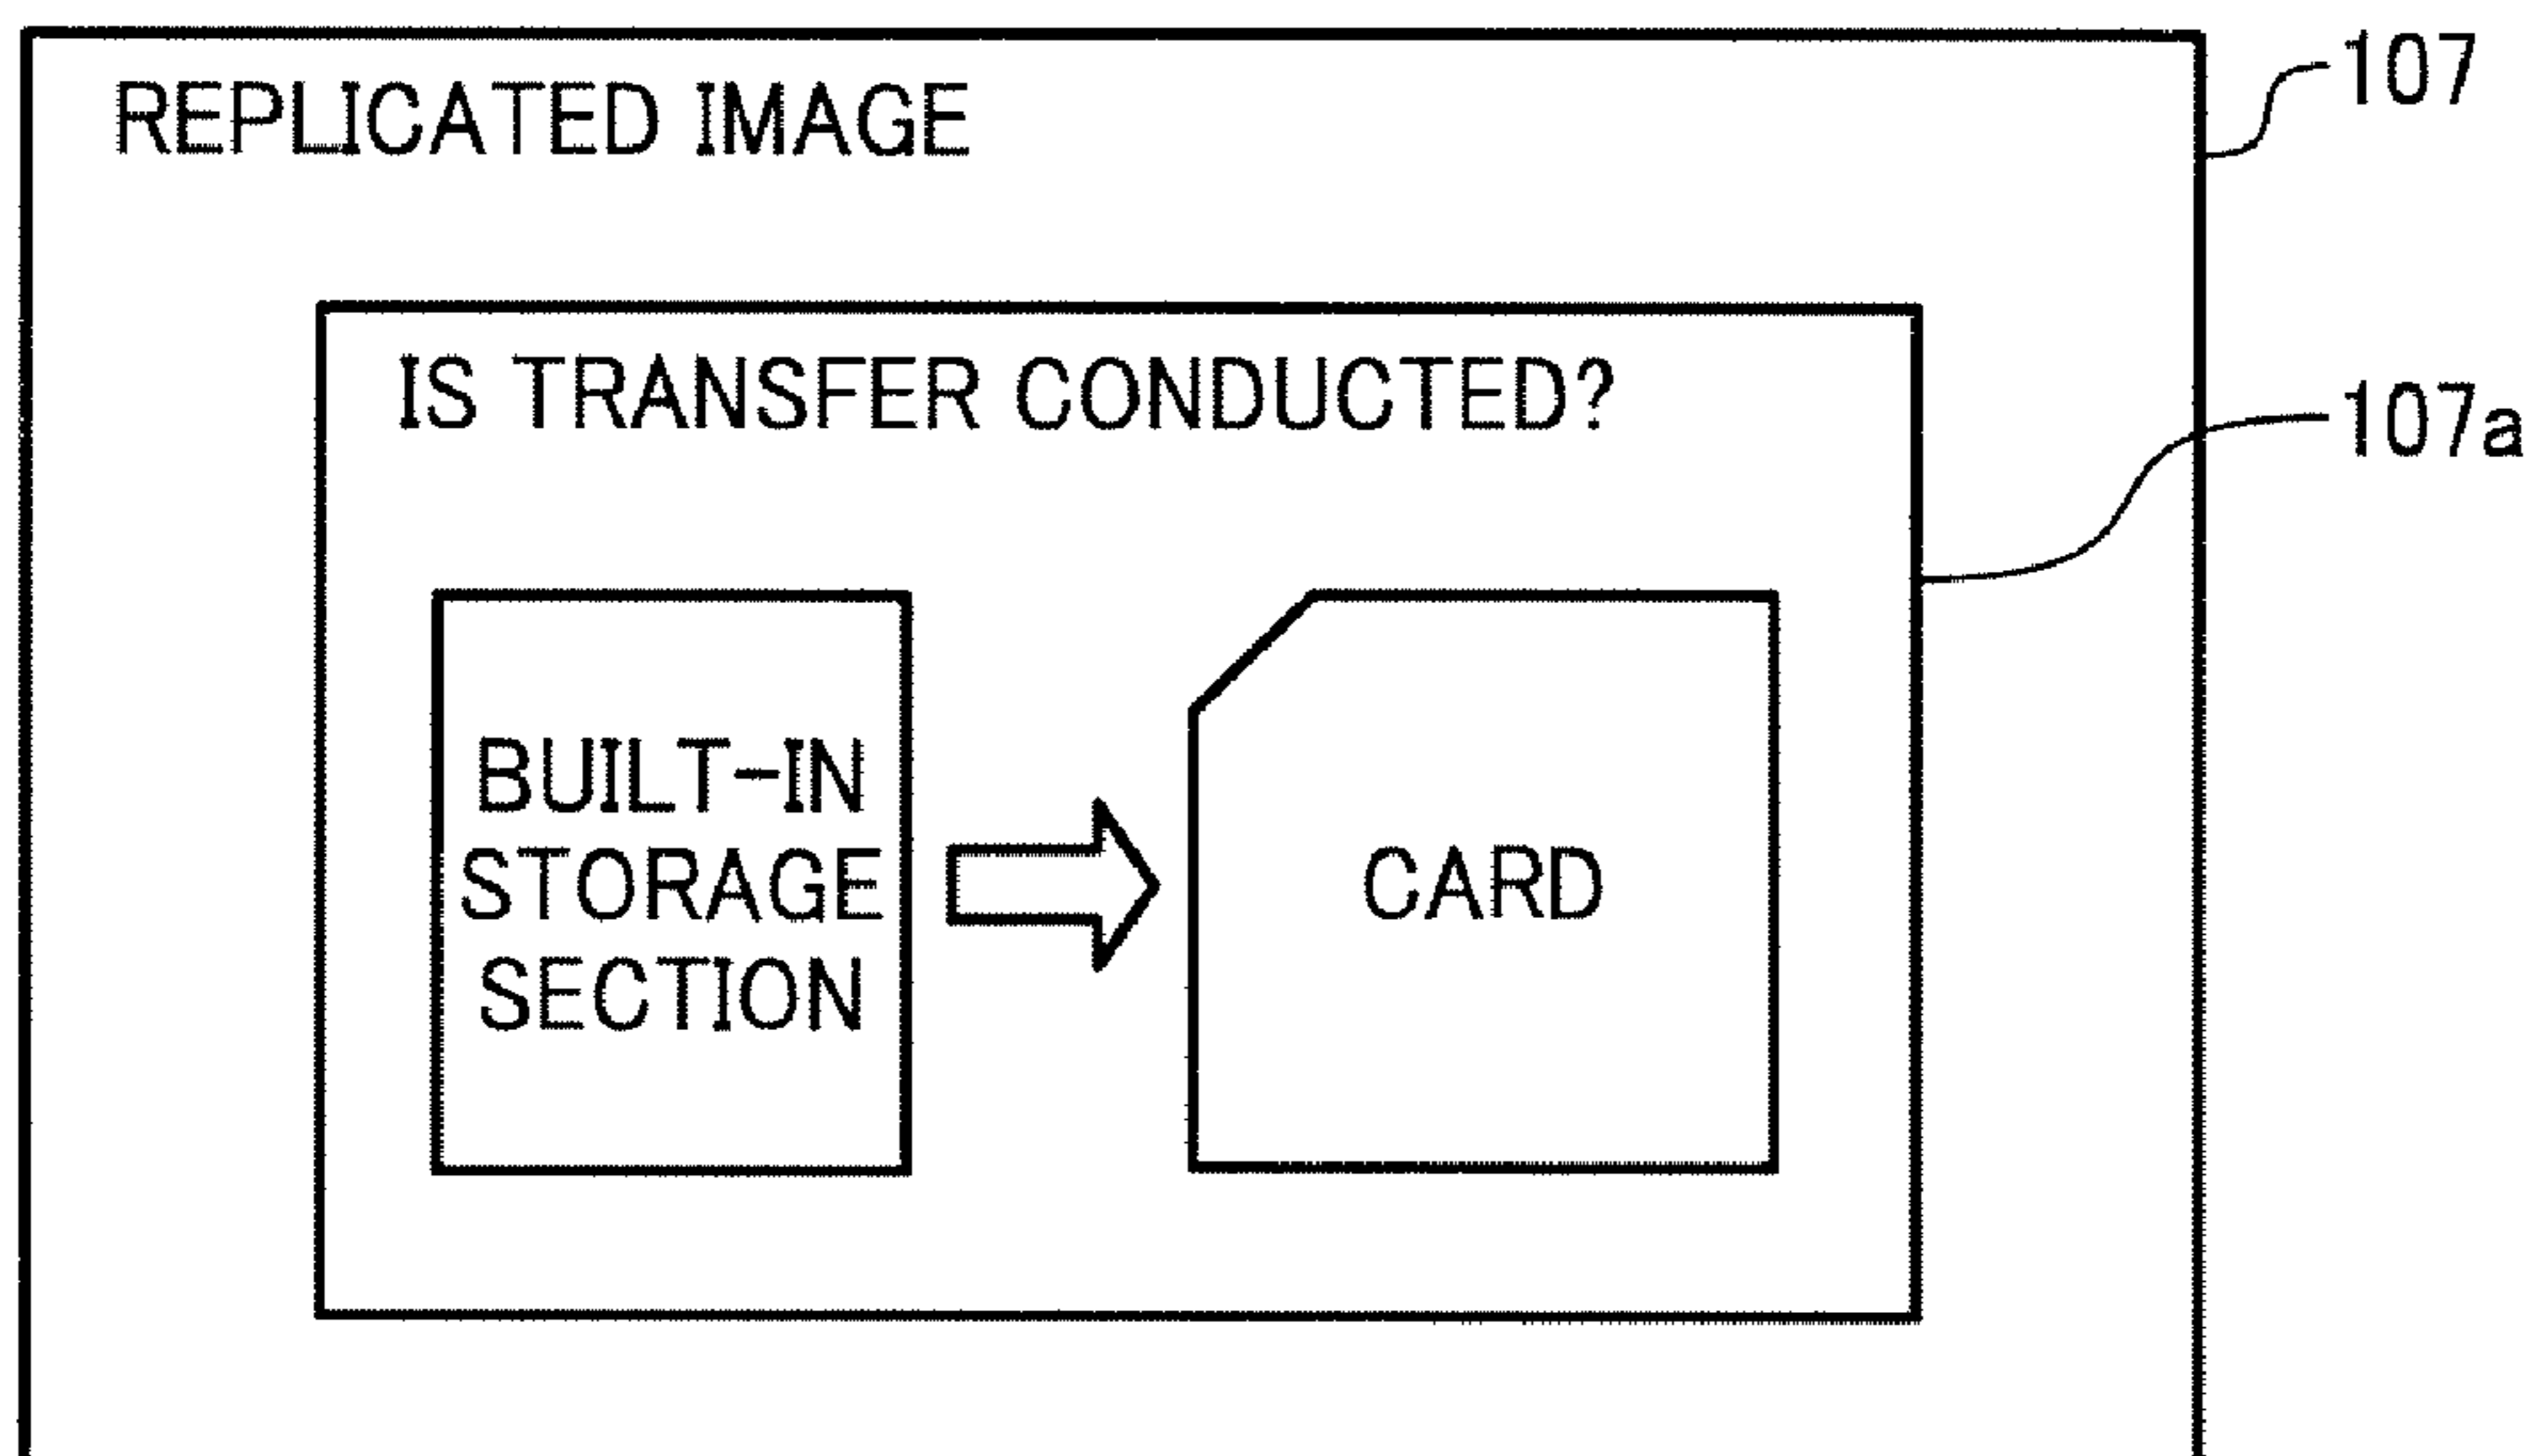 REPLICATED IMAGE
107
IS TRANSFER CONDUCTED?
107a
BUILT-IN
STORAGE
SECTION
CARD